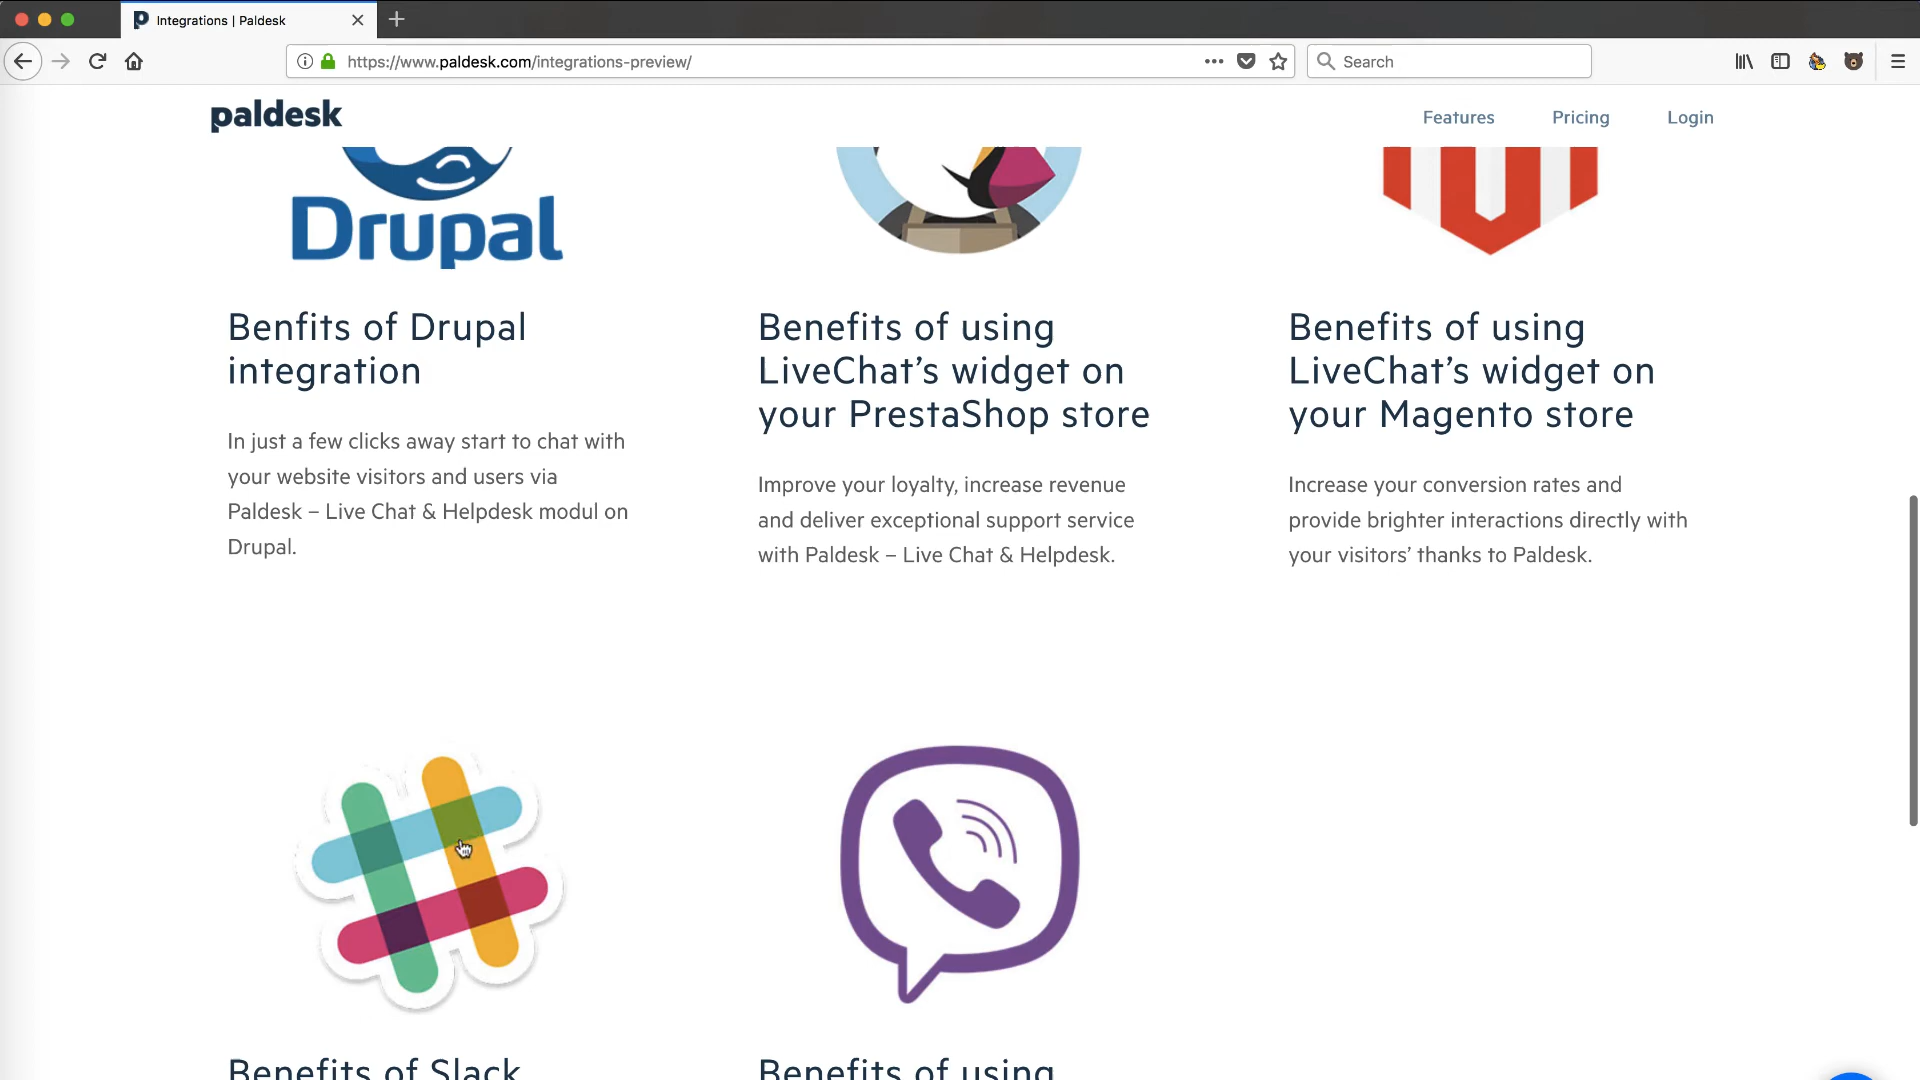 Integrations | Paldesk
https://www.paldesk.com/integrations-preview/
Search
paldesk
Features
Pricing
Login
Drupal
Benfits of Drupal
integration
In just a few clicks away start to chat with
your website visitors and users via
Paldesk – Live Chat & Helpdesk modul on
Drupal.
Benefits of using
LiveChat’s widget on
your PrestaShop store
Improve your loyalty, increase revenue
and deliver exceptional support service
with Paldesk – Live Chat & Helpdesk.
Benefits of using
LiveChat’s widget on
your Magento store
Increase your conversion rates and
provide brighter interactions directly with
your visitors’ thanks to Paldesk.
Benefits of Slack
Benefits of using